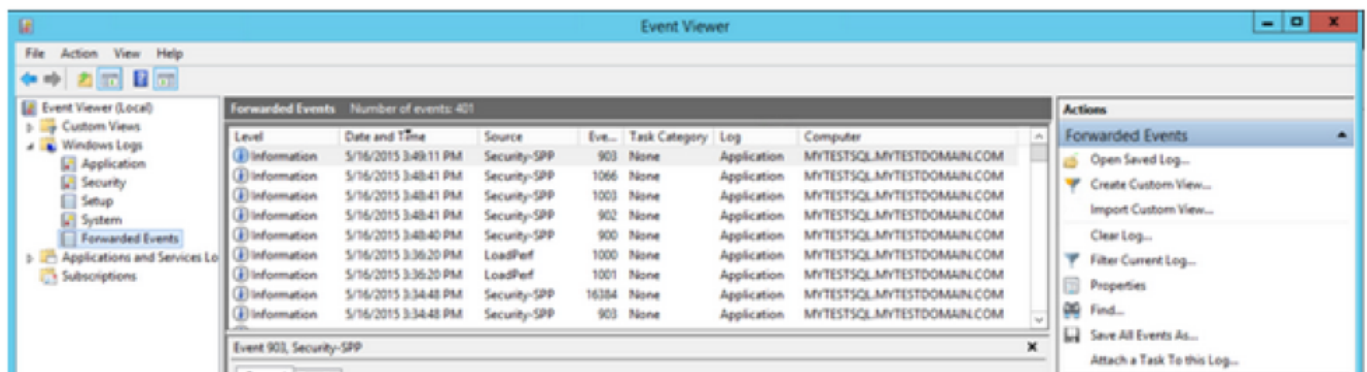 Event Viewer
File Action View Help
Event Viewer (Local)
Custom Views
Windows Logs
Application
Security
Setup
System
Forwarded Events
Applications and Services Lo
Subscriptions
Forwarded Events Number of events: 401
Level Date and Time Source Eve... Task Category Log Computer
Information 5/16/2015 3:49:11 PM Security-SPP 903 None Application MYTESTSQL.MYTESTDOMAIN.COM
Information 5/16/2015 3:48:41 PM Security-SPP 1066 None Application MYTESTSQL.MYTESTDOMAIN.COM
Information 5/16/2015 3:48:41 PM Security-SPP 1003 None Application MYTESTSQL.MYTESTDOMAIN.COM
Information 5/16/2015 3:48:41 PM Security-SPP 902 None Application MYTESTSQL.MYTESTDOMAIN.COM
Information 5/16/2015 3:48:40 PM Security-SPP 900 None Application MYTESTSQL.MYTESTDOMAIN.COM
Information 5/16/2015 3:36:20 PM LoadPerf 1000 None Application MYTESTSQL.MYTESTDOMAIN.COM
Information 5/16/2015 3:36:20 PM LoadPerf 1001 None Application MYTESTSQL.MYTESTDOMAIN.COM
Information 5/16/2015 3:34:48 PM Security-SPP 16384 None Application MYTESTSQL.MYTESTDOMAIN.COM
Information 5/16/2015 3:34:48 PM Security-SPP 903 None Application MYTESTSQL.MYTESTDOMAIN.COM
Event 903, Security-SPP
Actions
Forwarded Events
Open Saved Log...
Create Custom View...
Import Custom View...
Clear Log...
Filter Current Log...
Properties
Find...
Save All Events As...
Attach a Task To this Log...